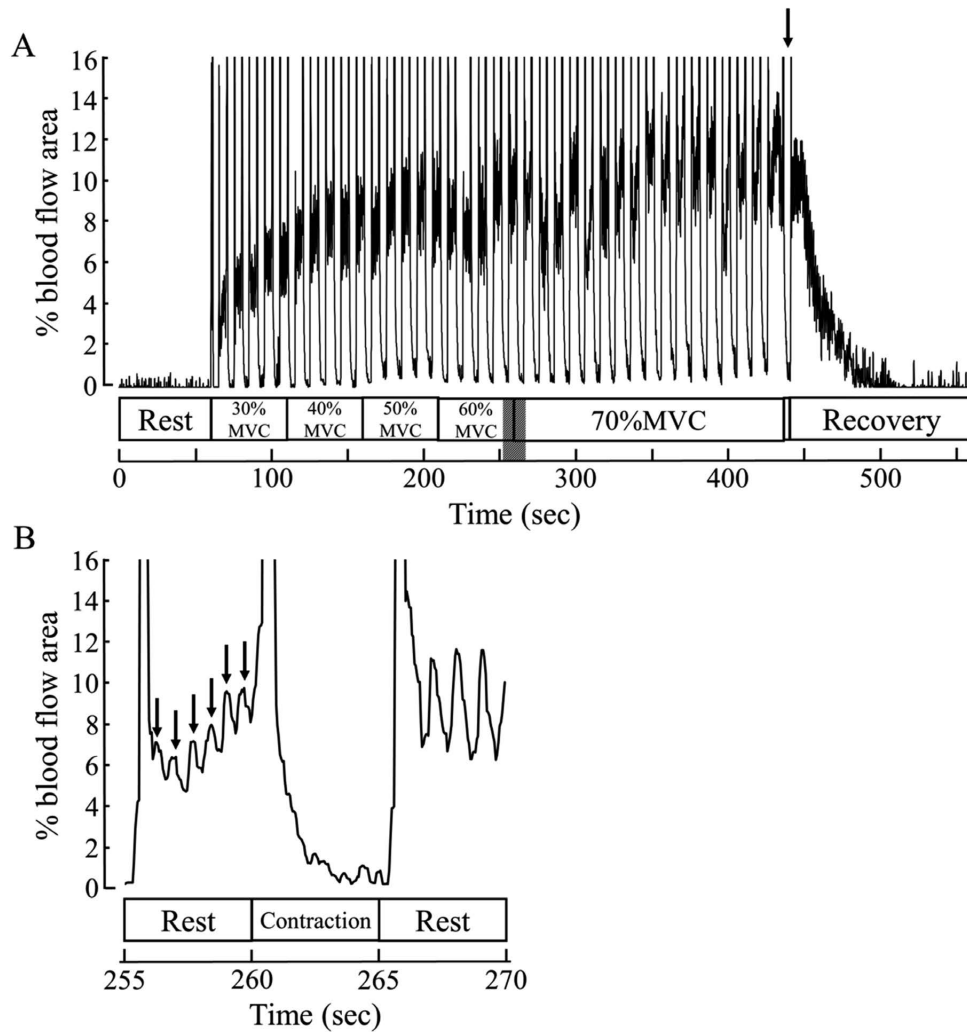 A
% blood flow area
16
14
12
10
8
6
4
2
0
Rest
30% MVC
40% MVC
50% MVC
60% MVC
70%MVC
Recovery
0 100 200 300 400 500
Time (sec)
B
% blood flow area
16
14
12
10
8
6
4
2
0
Rest Contraction Rest
255 260 265 270
Time (sec)